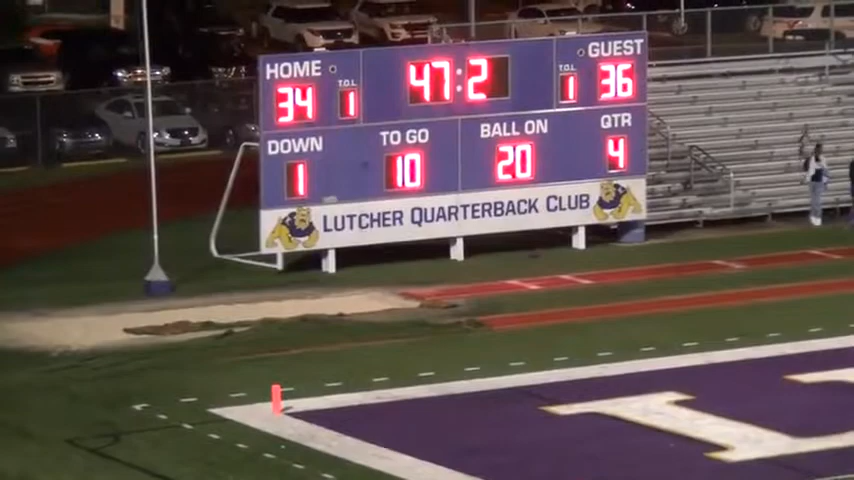 HOME 47:2 GUEST
34 T.O.L 1 T.O.L 1 36
DOWN TO GO BALL ON QTR
1 10 20 4
LUTCHER QUARTERBACK CLUB
L